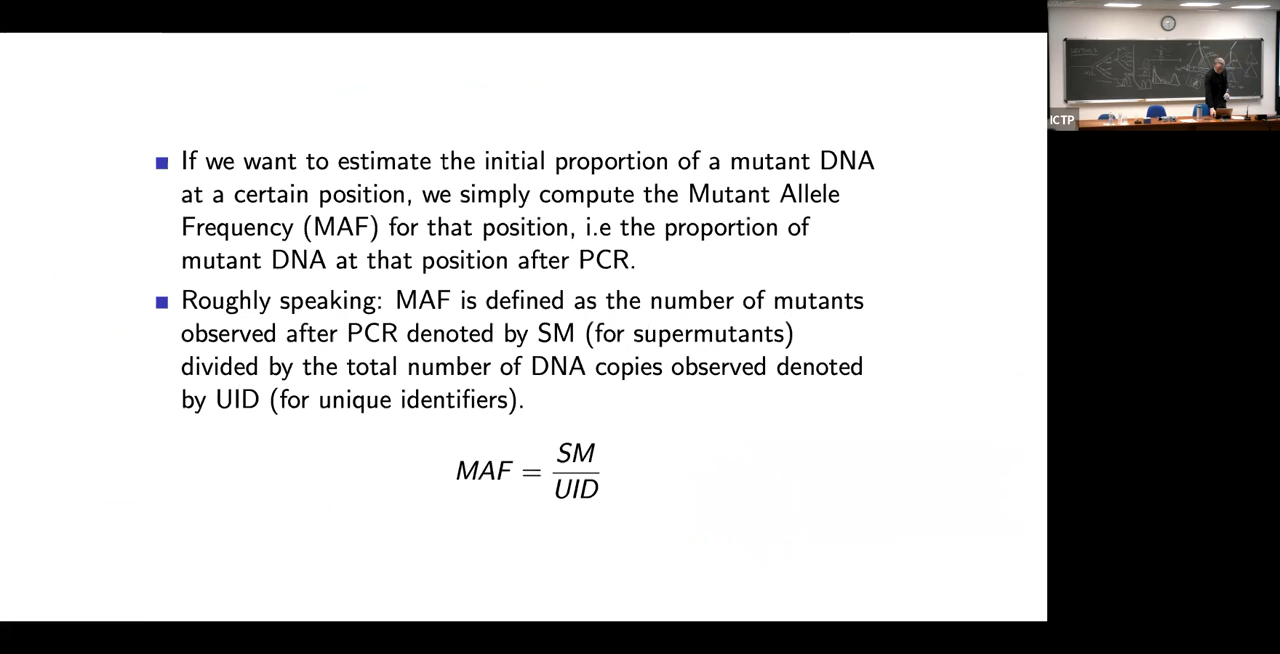 If we want to estimate the initial proportion of a mutant DNA
at a certain position, we simply compute the Mutant Allele
Frequency (MAF) for that position, i.e the proportion of
mutant DNA at that position after PCR.
Roughly speaking: MAF is defined as the number of mutants
observed after PCR denoted by SM (for supermutants)
divided by the total number of DNA copies observed denoted
by UID (for unique identifiers).
MAF = SM / UID
ICTP